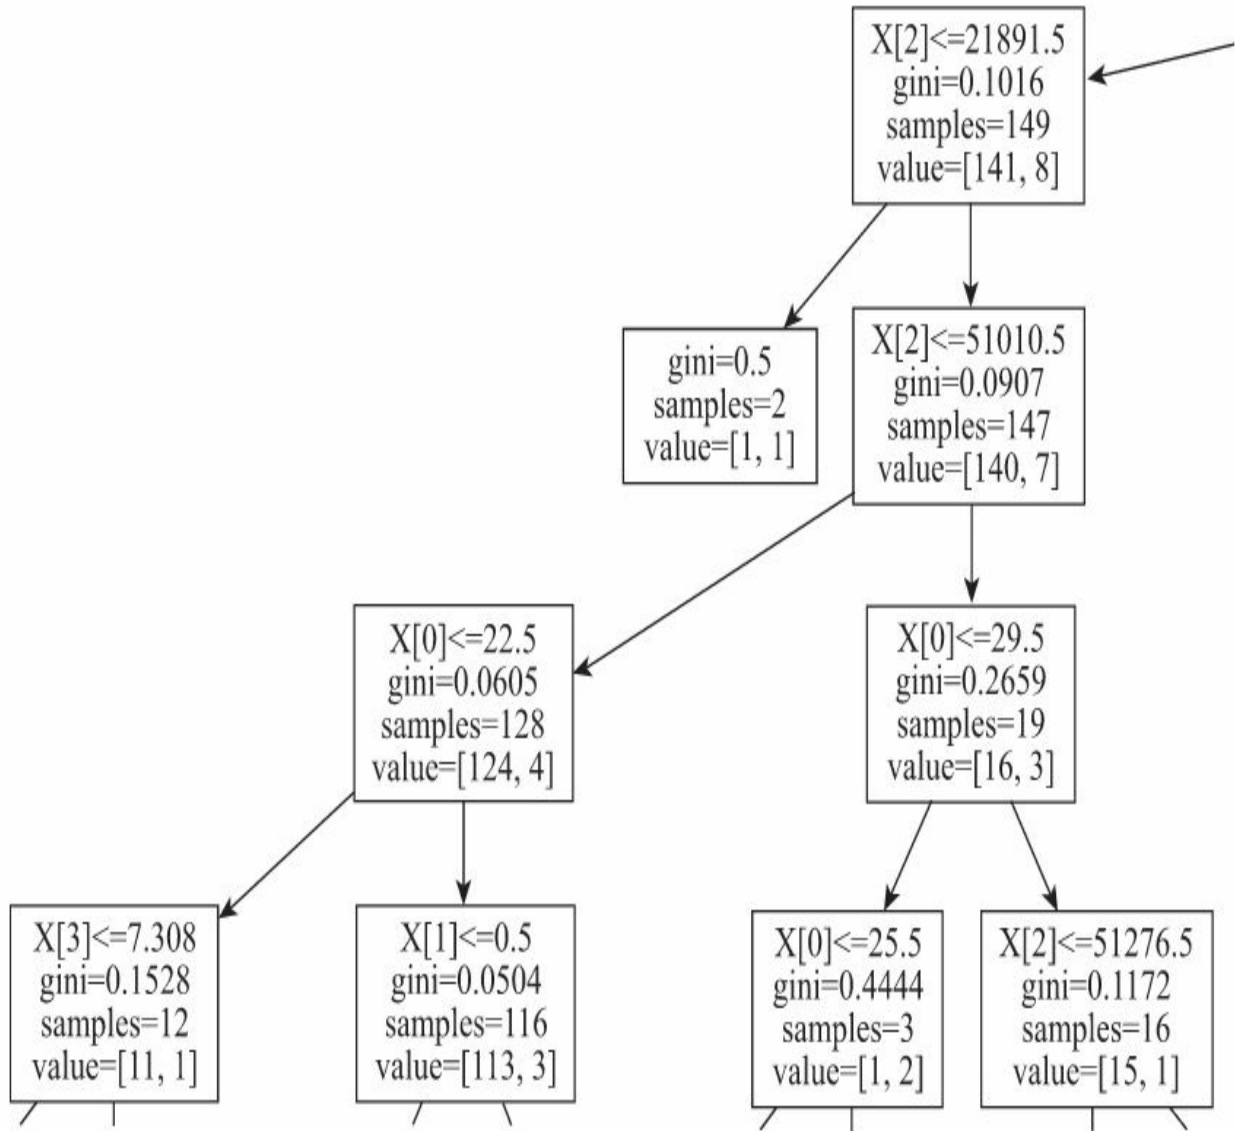 X[2]<=21891.5
gini=0.1016
samples=149
value=[141, 8]
gini=0.5
samples=2
value=[1, 1]
X[2]<=51010.5
gini=0.0907
samples=147
value=[140, 7]
X[0]<=22.5
gini=0.0605
samples=128
value=[124, 4]
X[0]<=29.5
gini=0.2659
samples=19
value=[16, 3]
X[3]<=7.308
gini=0.1528
samples=12
value=[11, 1]
X[1]<=0.5
gini=0.0504
samples=116
value=[113, 3]
X[0]<=25.5
gini=0.4444
samples=3
value=[1, 2]
X[2]<=51276.5
gini=0.1172
samples=16
value=[15, 1]